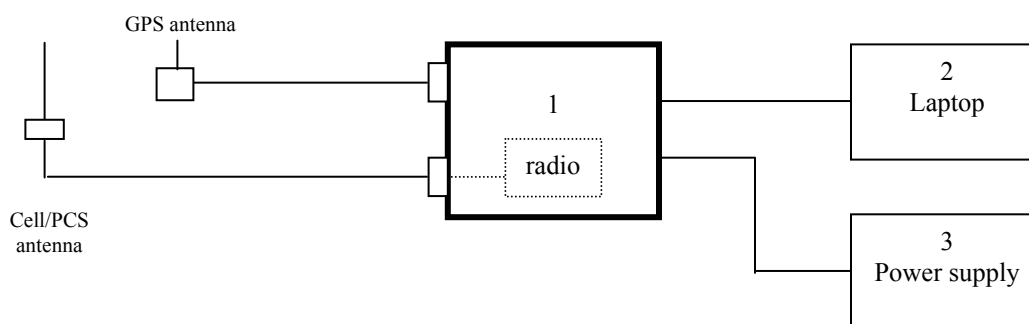 GPS antenna
Cell/PCS
antenna
1
radio
2
Laptop
3
Power supply